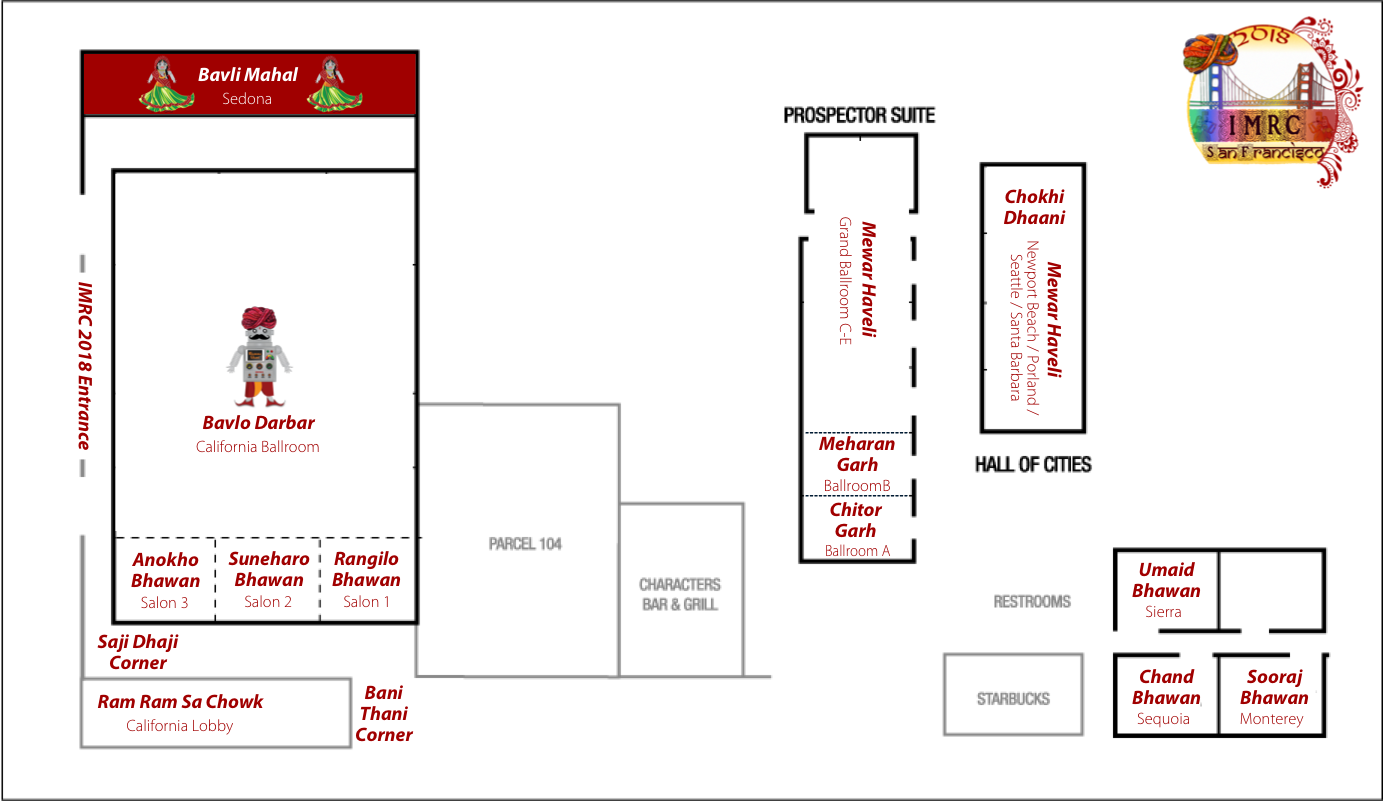 2018
IMRC
San Francisco
Bavli Mahal
Sedona
IMRC 2018 Entrance
Bavlo Darbar
California Ballroom
Anokho
Bhawan
Salon 3
Suneharo
Bhawan
Salon 2
Rangilo
Bhawan
Salon 1
Saji Dhaji
Corner
Ram Ram Sa Chowk
California Lobby
Bani
Thani
Corner
PARCEL 104
CHARACTERS
BAR & GRILL
PROSPECTOR SUITE
Mewar Haveli
Grand Ballroom C-E
Meharan
Garh
BallroomB
Chitor
Garh
Ballroom A
Chokhi
Dhaani
Mewar Haveli
Newport Beach / Porland /
Seattle / Santa Barbara
HALL OF CITIES
RESTROOMS
STARBUCKS
Umaid
Bhawan
Sierra
Chand
Bhawan
Sequoia
Sooraj
Bhawan
Monterey